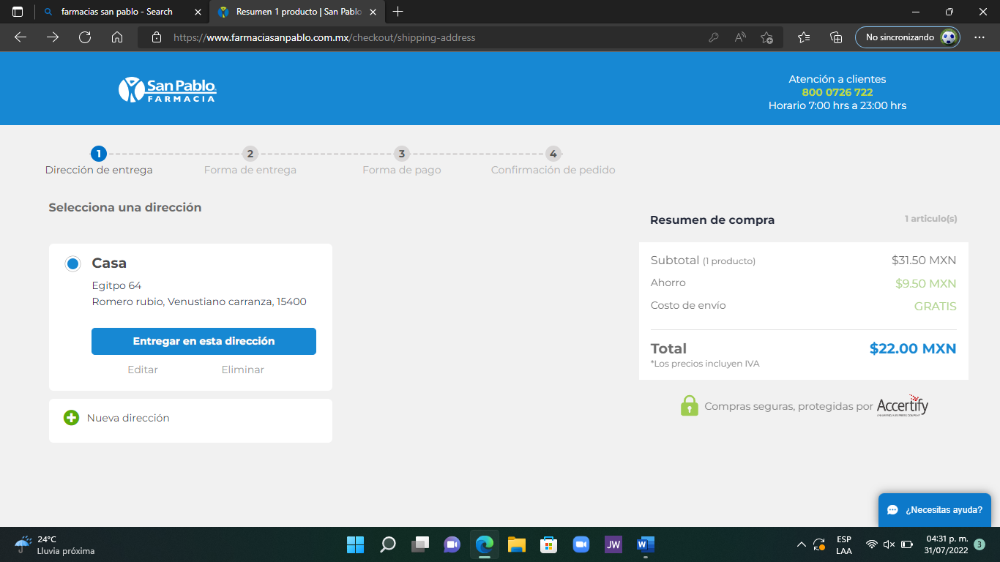 farmacias san pablo - Search
Resumen 1 producto | San Pablo
https://www.farmaciasanpablo.com.mx/checkout/shipping-address
No sincronizando
San Pablo
FARMACIA
Atención a clientes
800 0726 722
Horario 7:00 hrs a 23:00 hrs
1 2 3 4
Dirección de entrega Forma de entrega Forma de pago Confirmación de pedido
Selecciona una dirección
Casa
Egitpo 64
Romero rubio, Venustiano carranza, 15400
Entregar en esta dirección
Editar Eliminar
Nueva dirección
Resumen de compra 1 articulo(s)
Subtotal (1 producto) $31.50 MXN
Ahorro $9.50 MXN
Costo de envío GRATIS
Total $22.00 MXN
*Los precios incluyen IVA
Compras seguras, protegidas por Accertify
AN AMERICAN EXPRESS COMPANY
¿Necesitas ayuda?
24°C
Lluvia próxima
JW
W
ESP
LAA
04:31 p. m.
31/07/2022
3